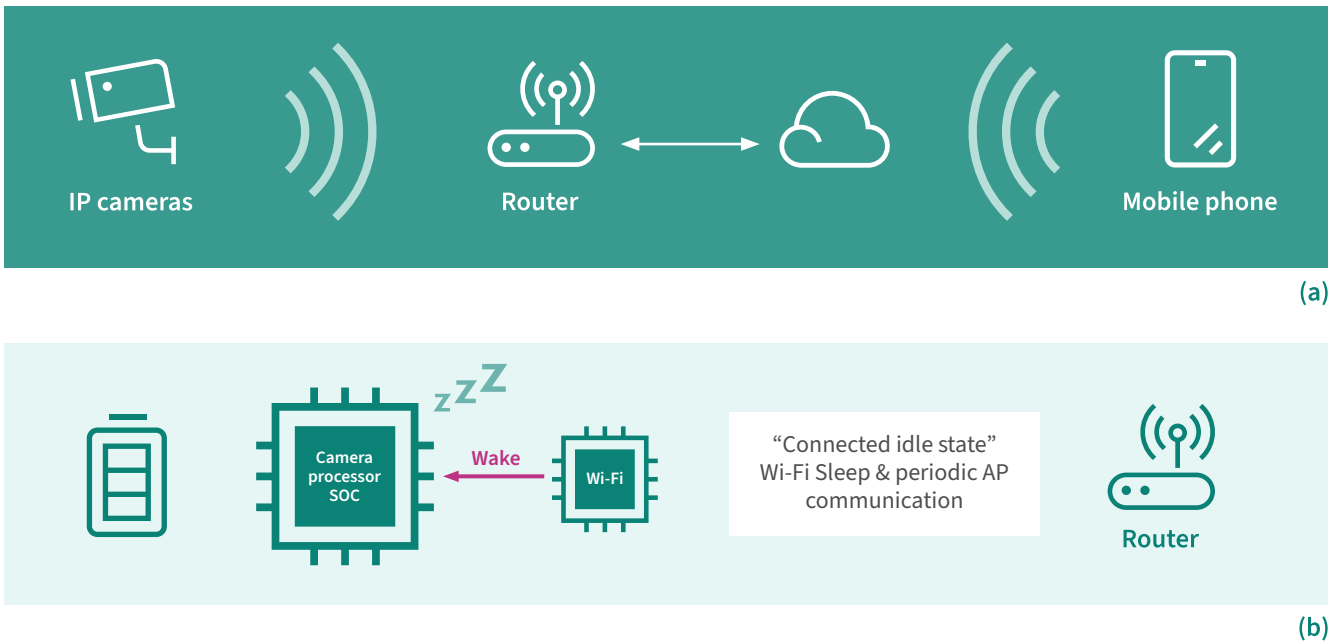 IP cameras
Router
Mobile phone
(a)
z z Z
Camera
processor
SOC
Wake
Wi-Fi
“Connected idle state”
Wi-Fi Sleep & periodic AP
communication
Router
(b)